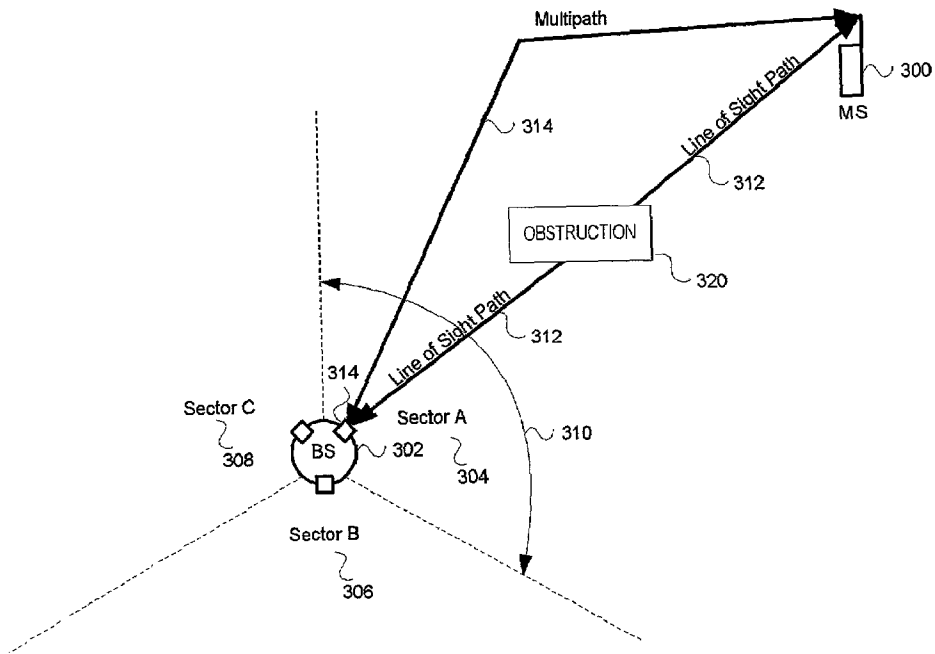 Multipath
300
MS
314
Line of Sight Path
312
OBSTRUCTION
320
Line of Sight Path
312
314
Sector C
308
BS
302
Sector A
304
310
Sector B
306